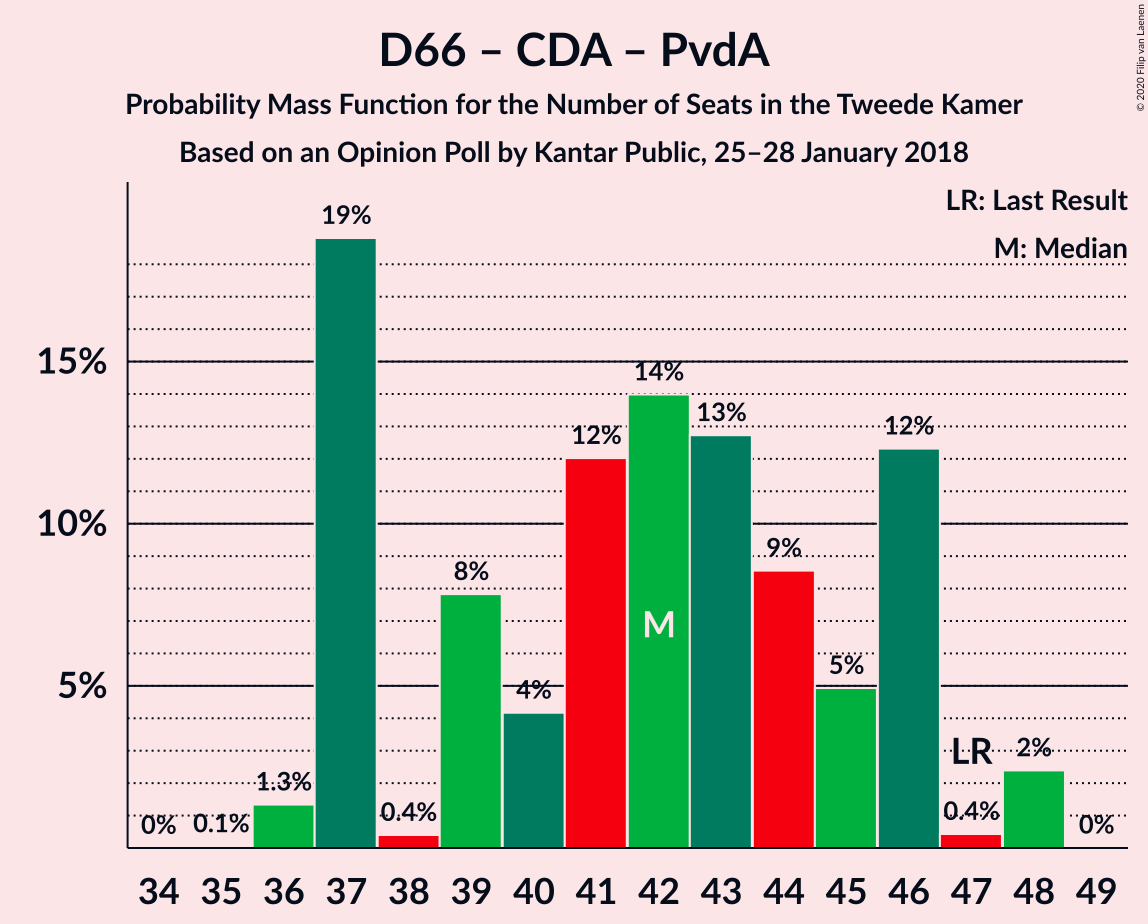 D66 – CDA – PvdA
Probability Mass Function for the Number of Seats in the Tweede Kamer
Based on an Opinion Poll by Kantar Public, 25–28 January 2018
© 2020 Filip van Laenen
LR: Last Result
M: Median
15%
10%
5%
0%
0.1%
1.3%
19%
0.4%
8%
4%
12%
14%
13%
9%
5%
12%
0.4%
2%
0%
M
LR
34 35 36 37 38 39 40 41 42 43 44 45 46 47 48 49